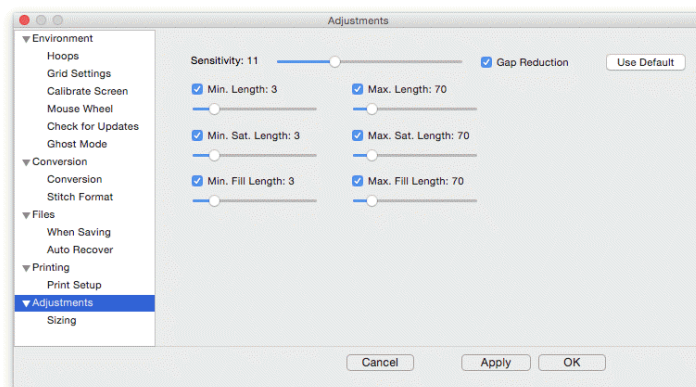 Adjustments
Environment
Hoops
Grid Settings
Calibrate Screen
Mouse Wheel
Check for Updates
Ghost Mode
Conversion
Conversion
Stitch Format
Files
When Saving
Auto Recover
Printing
Print Setup
Adjustments
Sizing
Sensitivity: 11
Gap Reduction
Use Default
Min. Length: 3
Max. Length: 70
Min. Sat. Length: 3
Max. Sat. Length: 70
Min. Fill Length: 3
Max. Fill Length: 70
Cancel
Apply
OK